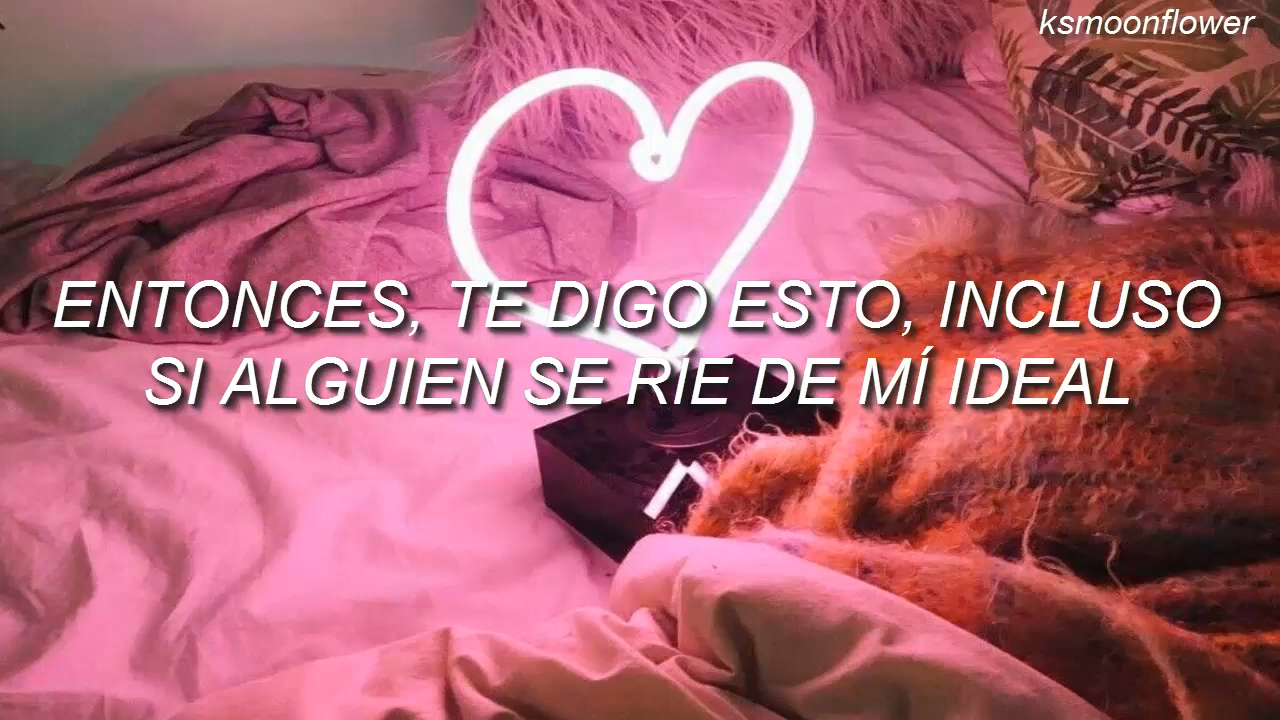 ksmoonflower
ENTONCES, TE DIGO ESTO, INCLUSO
SI ALGUIEN SE RÍE DE MÍ IDEAL